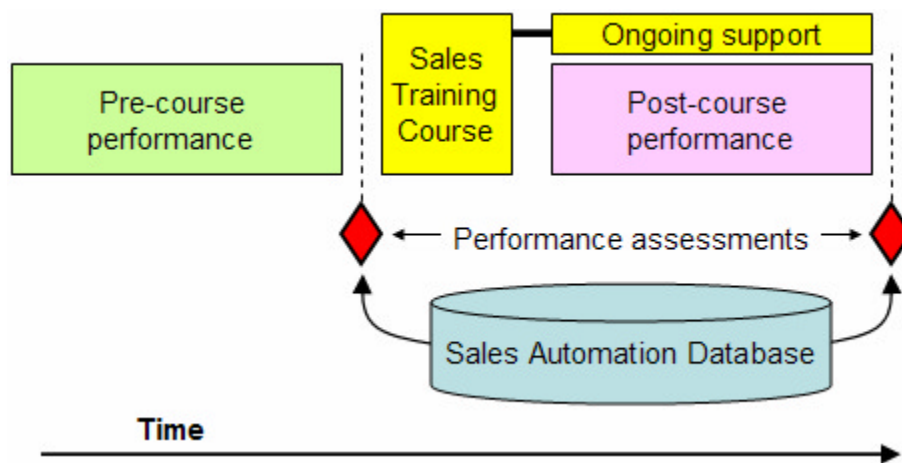 Pre-course
performance
Sales
Training
Course
Ongoing support
Post-course
performance
Performance assessments
Sales Automation Database
Time